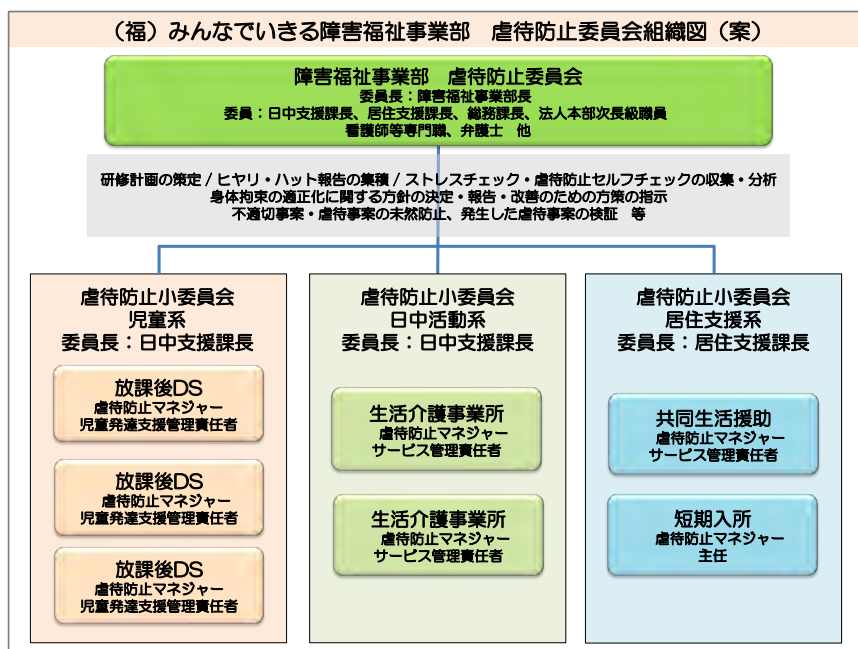 （福）みんなでいきる障害福祉事業部　虐待防止委員会組織図（案）
障害福祉事業部　虐待防止委員会
委員長：障害福祉事業部長
委員：日中支援課長、居住支援課長、総務課長、法人本部次長級職員
看護師等専門職、弁護士　他
研修計画の策定 / ヒヤリ・ハット報告の集積 / ストレスチェック・虐待防止セルフチェックの収集・分析
身体拘束の適正化に関する方針の決定・報告・改善のための方策の指示
不適切事案・虐待事案の未然防止、発生した虐待事案の検証　等
虐待防止小委員会
児童系
委員長：日中支援課長
放課後DS
虐待防止マネジャー
児童発達支援管理責任者
放課後DS
虐待防止マネジャー
児童発達支援管理責任者
放課後DS
虐待防止マネジャー
児童発達支援管理責任者
虐待防止小委員会
日中活動系
委員長：日中支援課長
生活介護事業所
虐待防止マネジャー
サービス管理責任者
生活介護事業所
虐待防止マネジャー
サービス管理責任者
虐待防止小委員会
居住支援系
委員長：居住支援課長
共同生活援助
虐待防止マネジャー
サービス管理責任者
短期入所
虐待防止マネジャー
主任